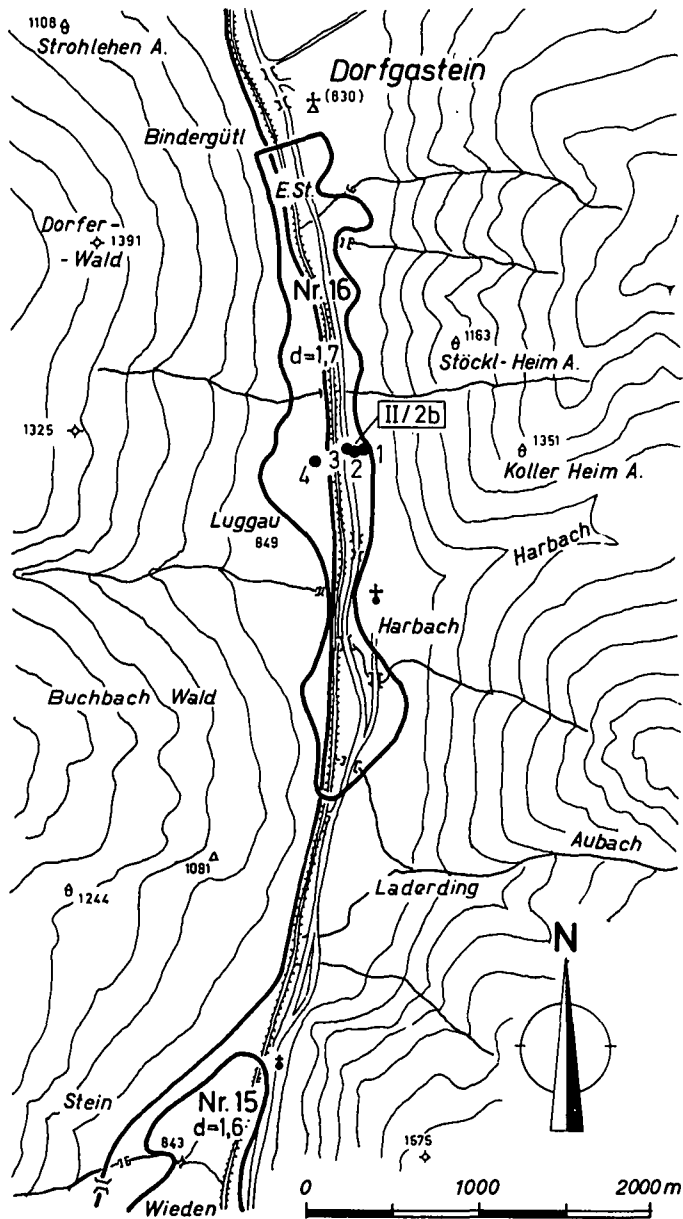 1108
Strohlehen A.
Dorfgastein
(830)
Bindergütl
E.St.
Dorfer-
-Wald
1391
Nr. 16
1163
Stöckl-Heim A.
d=1,7
II/2b
1325
1351
Koller Heim A.
4
3
2
1
Luggau
849
Harbach
Harbach
Buchbach Wald
1081
Aubach
1244
Laderding
N
Stein
Nr. 15
d=1,6
843
1575
Wieden
0 1000 2000 m